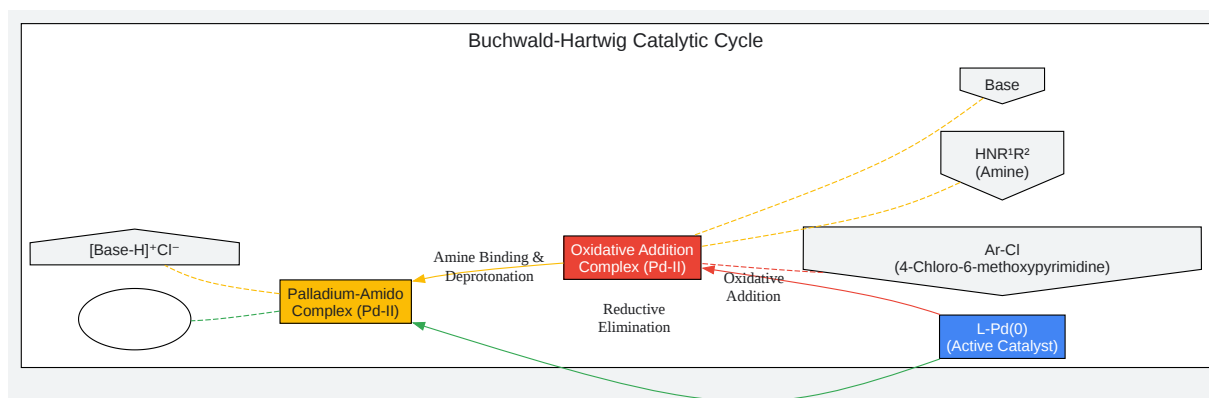 Buchwald-Hartwig Catalytic Cycle
Base
HNR¹R²
(Amine)
Ar-Cl
(4-Chloro-6-methoxypyrimidine)
[Base-H]⁺Cl⁻
Amine Binding &
Deprotonation
Oxidative Addition
Complex (Pd-II)
Oxidative
Addition
Palladium-Amido
Complex (Pd-II)
Reductive
Elimination
L-Pd(0)
(Active Catalyst)